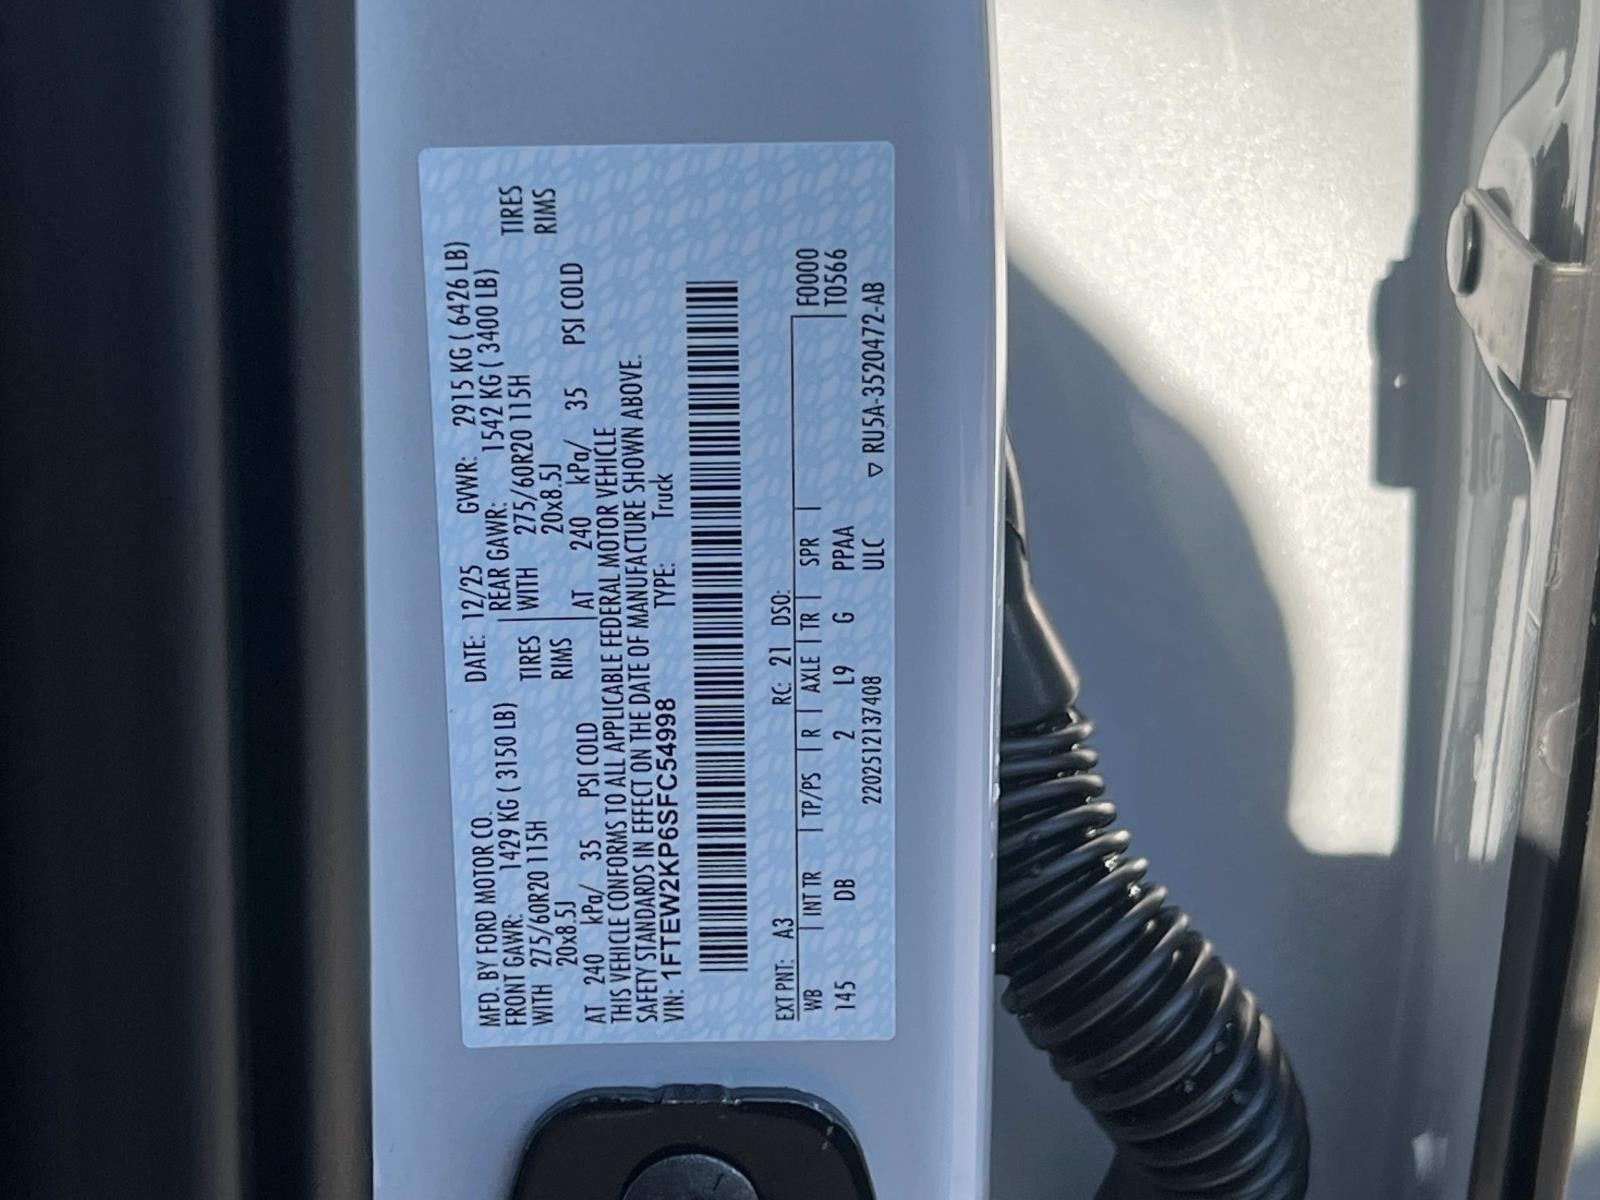 MFD. BY FORD MOTOR CO.
DATE: 12/25 GVWR: 2915 KG ( 6426 LB)
FRONT GAWR: 1429 KG ( 3150 LB) REAR GAWR: 1542 KG ( 3400 LB)
WITH 275/60R20 115H TIRES WITH 275/60R20 115H TIRES
20x8.5J RIMS 20x8.5J RIMS
AT 240 kPa/ 35 PSI COLD AT 240 kPa/ 35 PSI COLD
THIS VEHICLE CONFORMS TO ALL APPLICABLE FEDERAL MOTOR VEHICLE
SAFETY STANDARDS IN EFFECT ON THE DATE OF MANUFACTURE SHOWN ABOVE.
VIN: 1FTEW2KP6SFC54998 TYPE: Truck
EXT PNT: A3 RC: 21 DSO:
WB INT TR TP/PS R AXLE TR SPR F0000
145 DB 2 L9 G PPAA T0566
2202512137408 ULC ▽ RU5A-3520472-AB